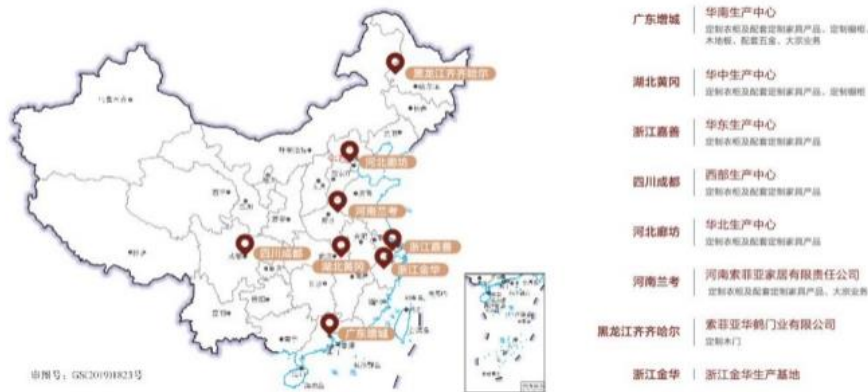 黑龙江齐齐哈尔
河北廊坊
河南兰考
浙江嘉善
四川成都
湖北黄冈
浙江金华
广东增城
审图号：GS(2019)1823号
广东增城 华南生产中心
定制衣柜及配套定制家具产品、定制橱柜、
木地板、配套五金、大宗业务
湖北黄冈 华中生产中心
定制衣柜及配套定制家具产品、定制橱柜
浙江嘉善 华东生产中心
定制衣柜及配套定制家具产品
四川成都 西部生产中心
定制衣柜及配套定制家具产品
河北廊坊 华北生产中心
定制衣柜及配套定制家具产品
河南兰考 河南索菲亚家居有限责任公司
定制衣柜及配套定制家具产品、大宗业务
黑龙江齐齐哈尔 索菲亚华鹤门业有限公司
定制木门
浙江金华 浙江金华生产基地